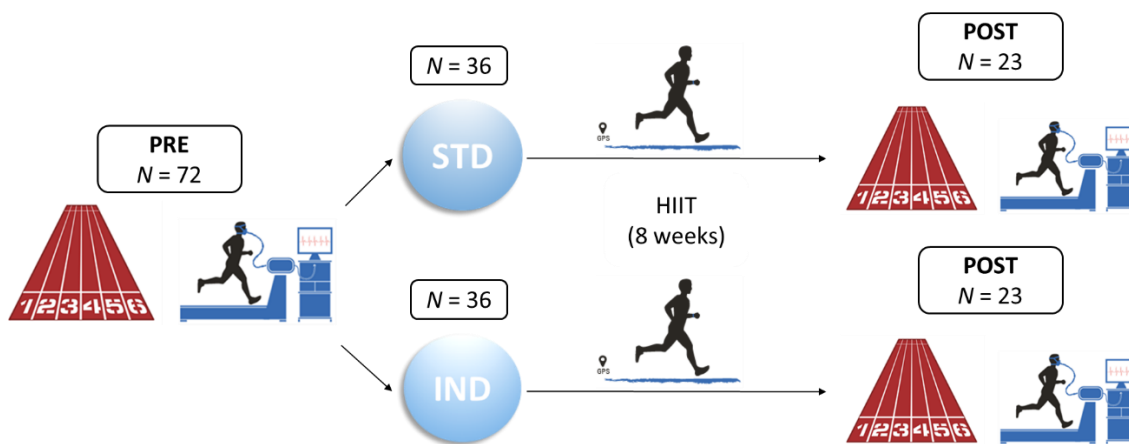 PRE
N = 72
123456
N = 36
STD
GPS
HIIT
(8 weeks)
N = 36
IND
GPS
POST
N = 23
123456
POST
N = 23
123456